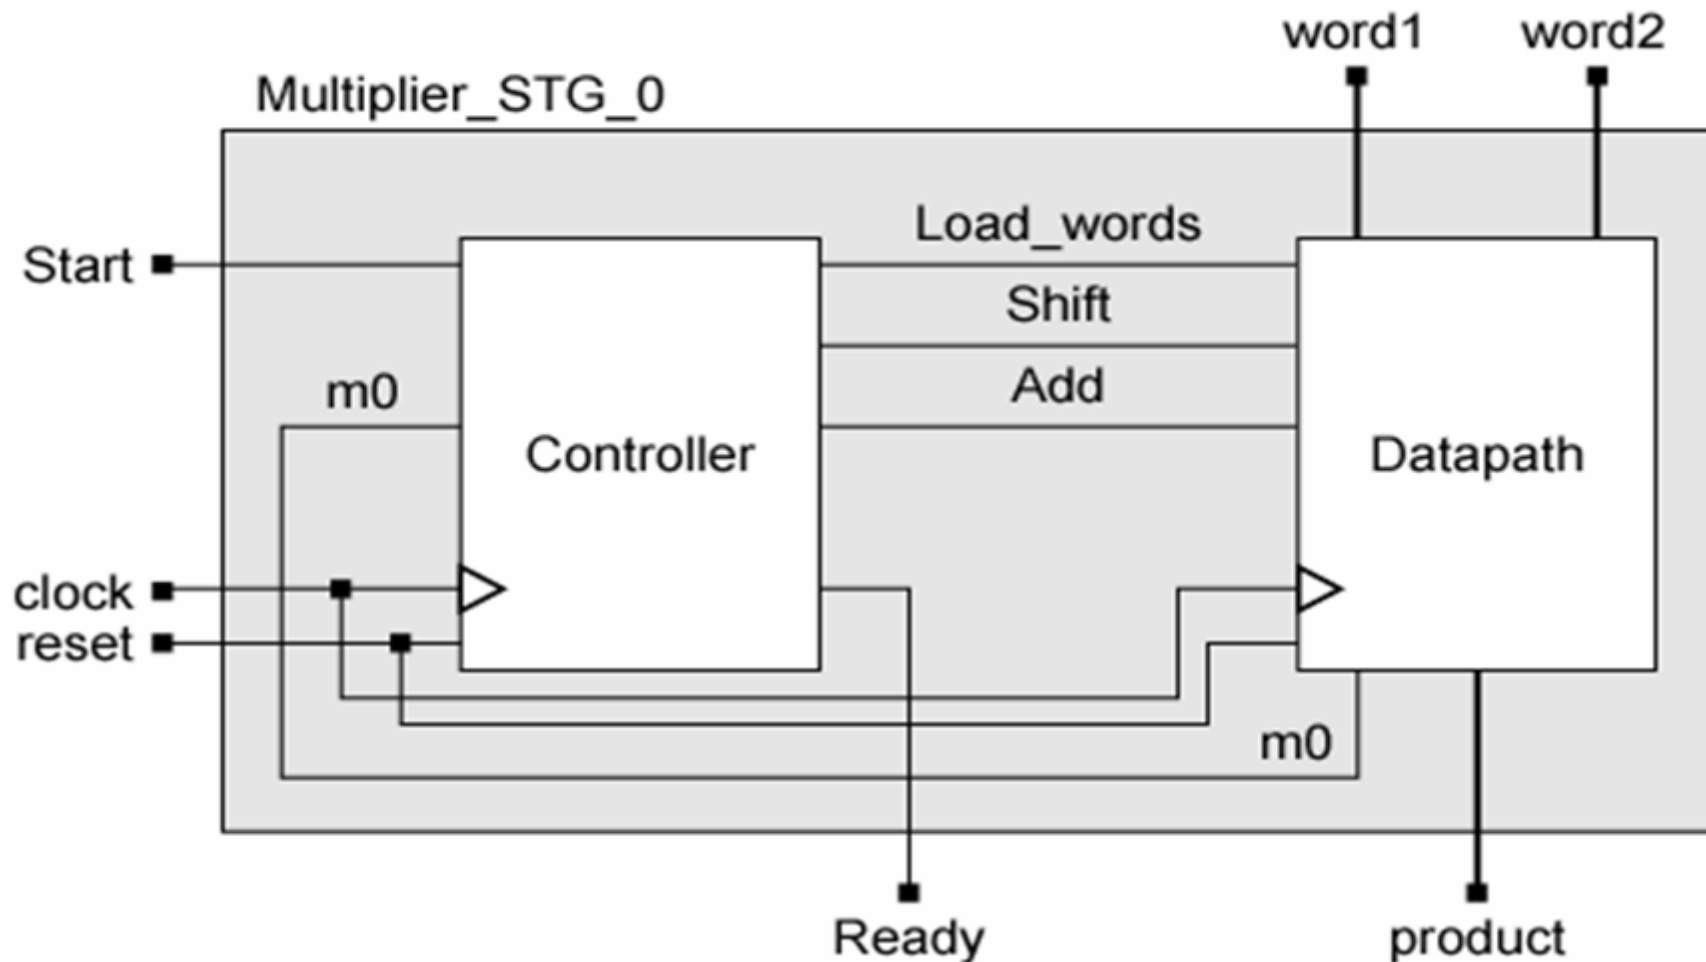 word1
word2
Multiplier_STG_0
Load_words
Start
Shift
m0
Add
Controller
Datapath
clock
reset
m0
Ready
product